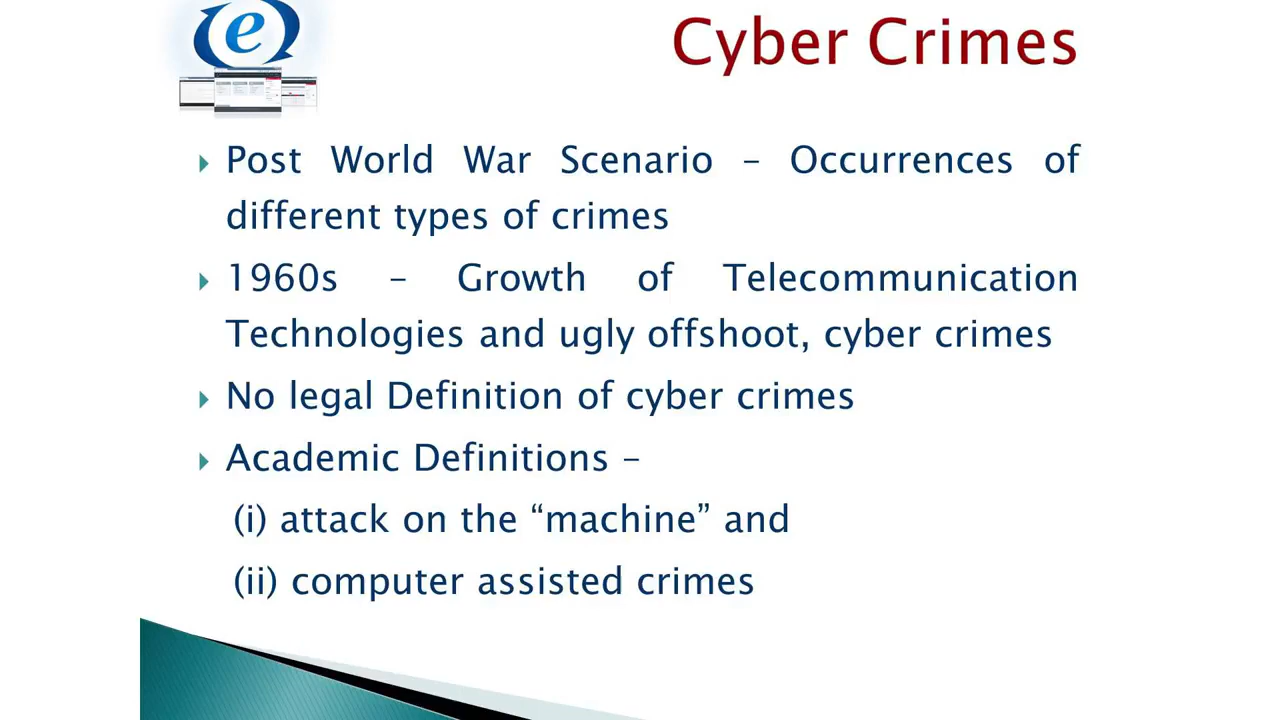 Cyber Crimes
Post World War Scenario – Occurrences of
different types of crimes
1960s – Growth of Telecommunication
Technologies and ugly offshoot, cyber crimes
No legal Definition of cyber crimes
Academic Definitions –
(i) attack on the “machine” and
(ii) computer assisted crimes